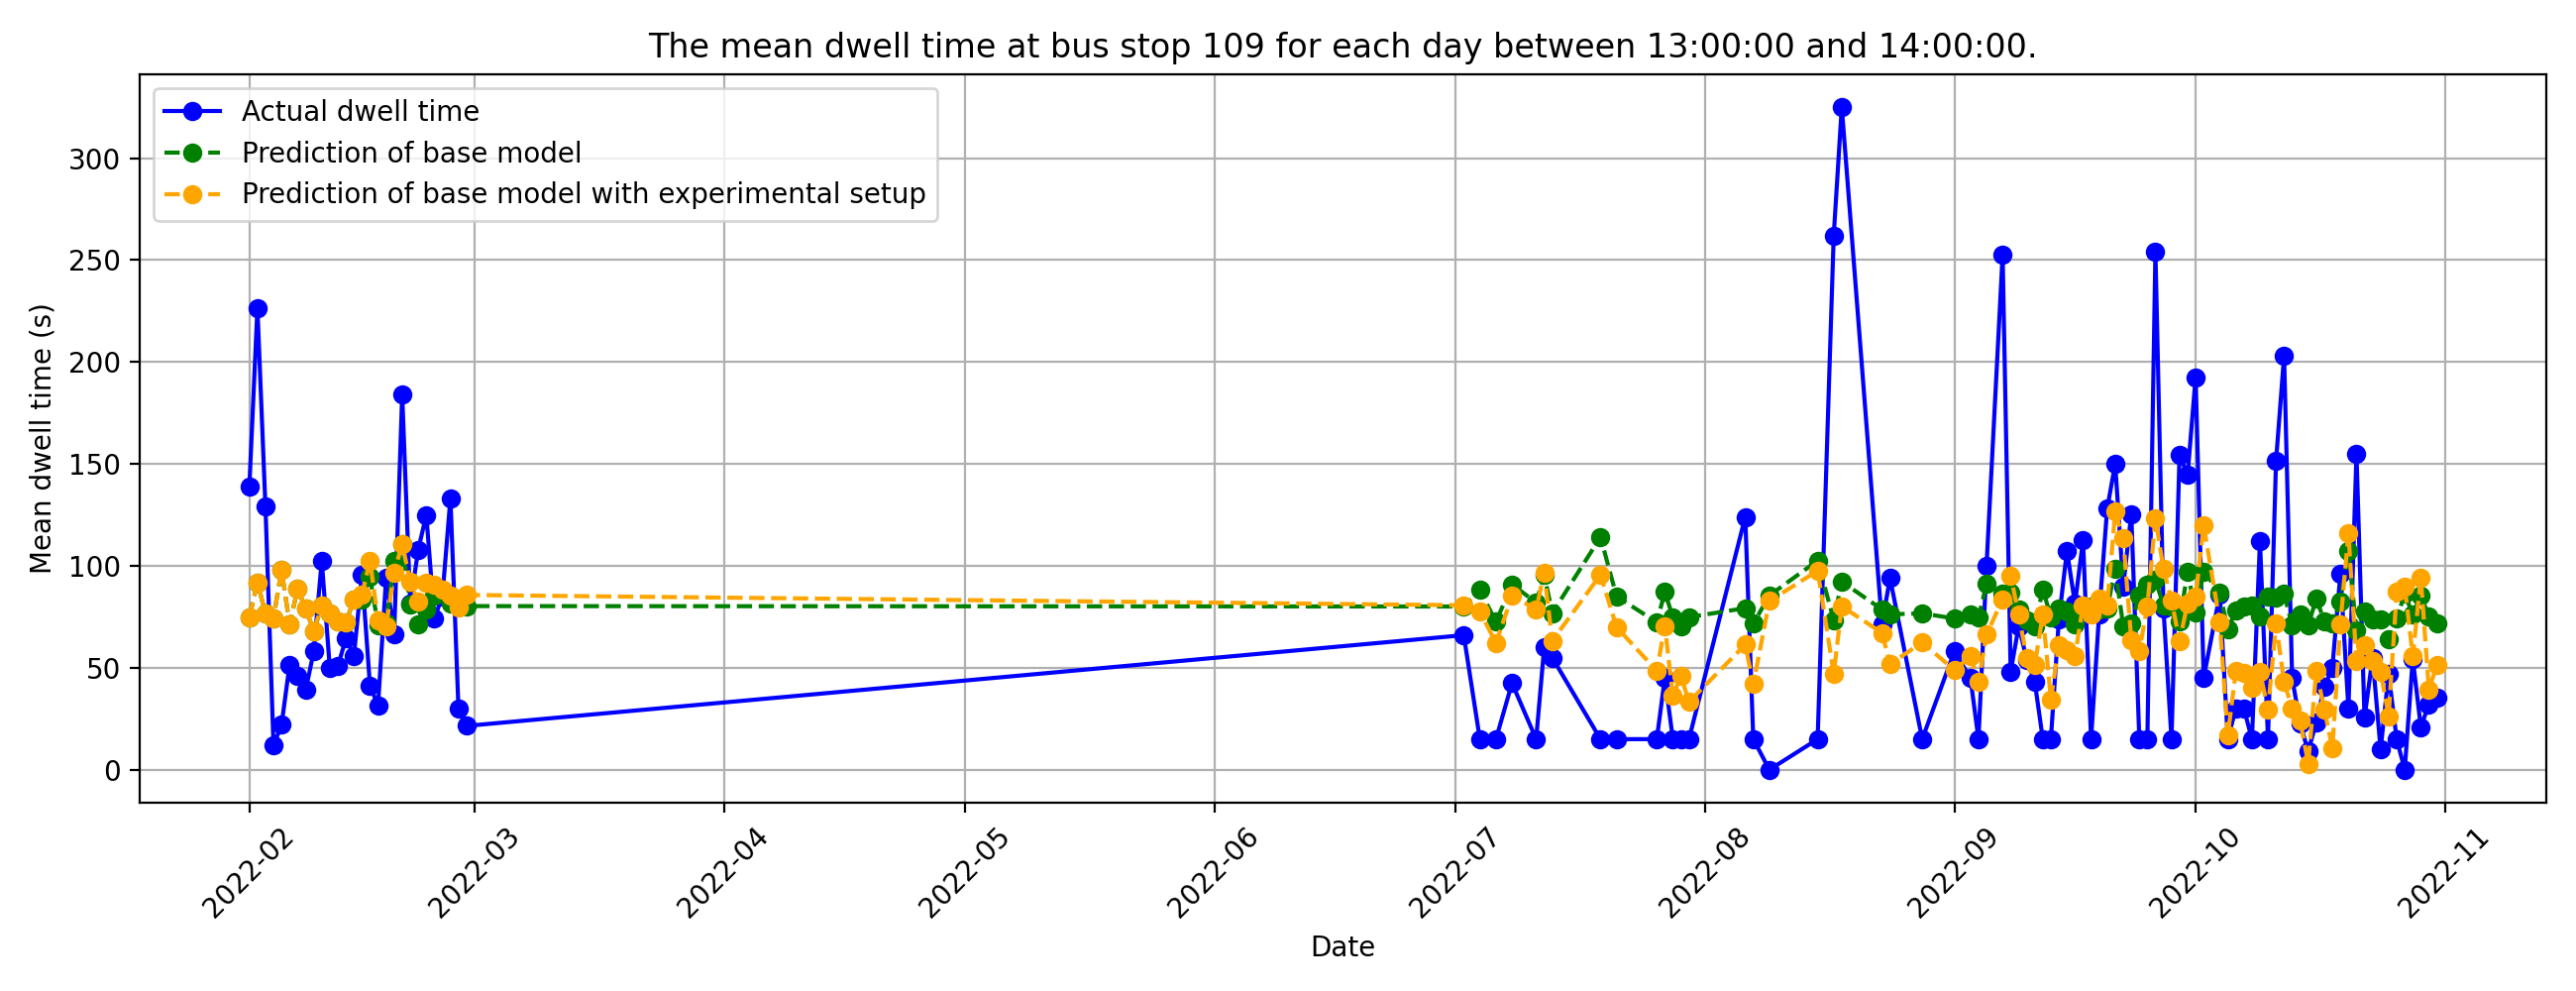 The mean dwell time at bus stop 109 for each day between 13:00:00 and 14:00:00.
Actual dwell time
Prediction of base model
Prediction of base model with experimental setup
Mean dwell time (s)
300
250
200
150
100
50
0
2022-02
2022-03
2022-04
2022-05
2022-06
2022-07
2022-08
2022-09
2022-10
2022-11
Date